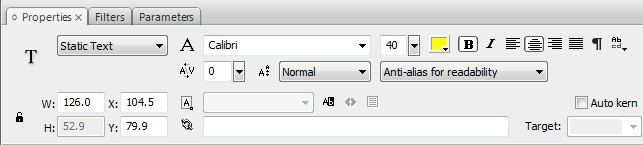 Properties × Filters Parameters
T Static Text A Calibri 40 B I ¶
A|V 0 Normal Anti-alias for readability
W: 126.0 X: 104.5 Auto kern
H: 52.9 Y: 79.9 Target: